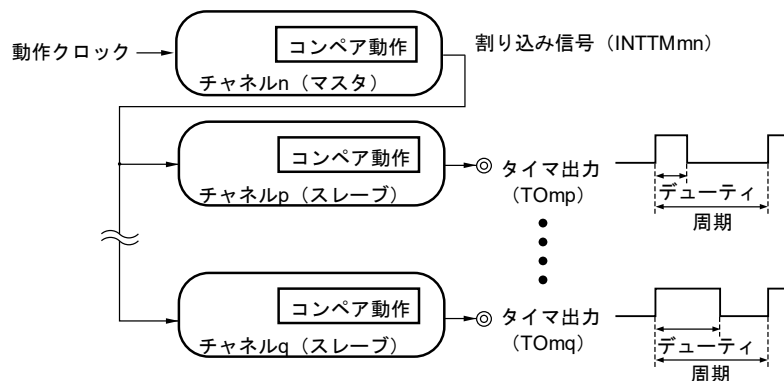 コンペア動作
動作クロック
割り込み信号（INTTMmn）
チャネルn（マスタ）
コンペア動作
チャネルp（スレーブ）
タイマ出力
（TOmp）
デューティ
周期
コンペア動作
チャネルq（スレーブ）
タイマ出力
（TOmq）
デューティ
周期